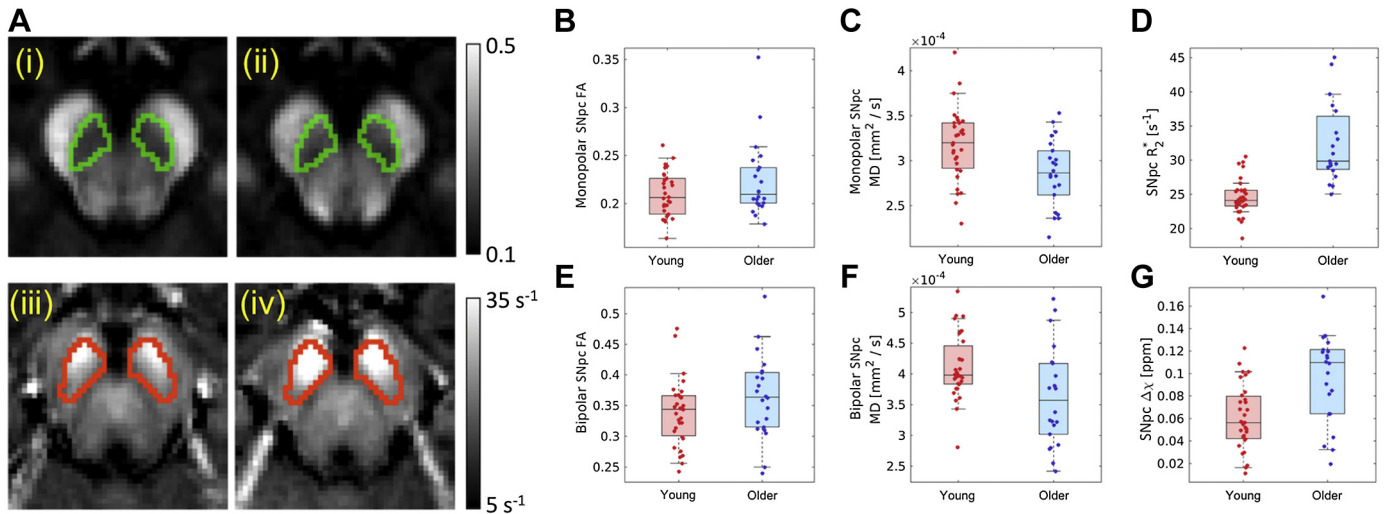 A
(i)
(ii)
0.5
0.1
(iii)
(iv)
35 s-1
5 s-1
B
Monopolar SNpc FA
0.35
0.3
0.25
0.2
Young
Older
C
×10-4
Monopolar SNpc
MD [mm2 / s]
4
3.5
3
2.5
Young
Older
D
SNpc R2* [s-1]
45
40
35
30
25
20
Young
Older
E
Bipolar SNpc FA
0.5
0.45
0.4
0.35
0.3
0.25
Young
Older
F
×10-4
Bipolar SNpc
MD [mm2 / s]
5
4.5
4
3.5
3
2.5
Young
Older
G
SNpc Δχ [ppm]
0.16
0.14
0.12
0.1
0.08
0.06
0.04
0.02
Young
Older